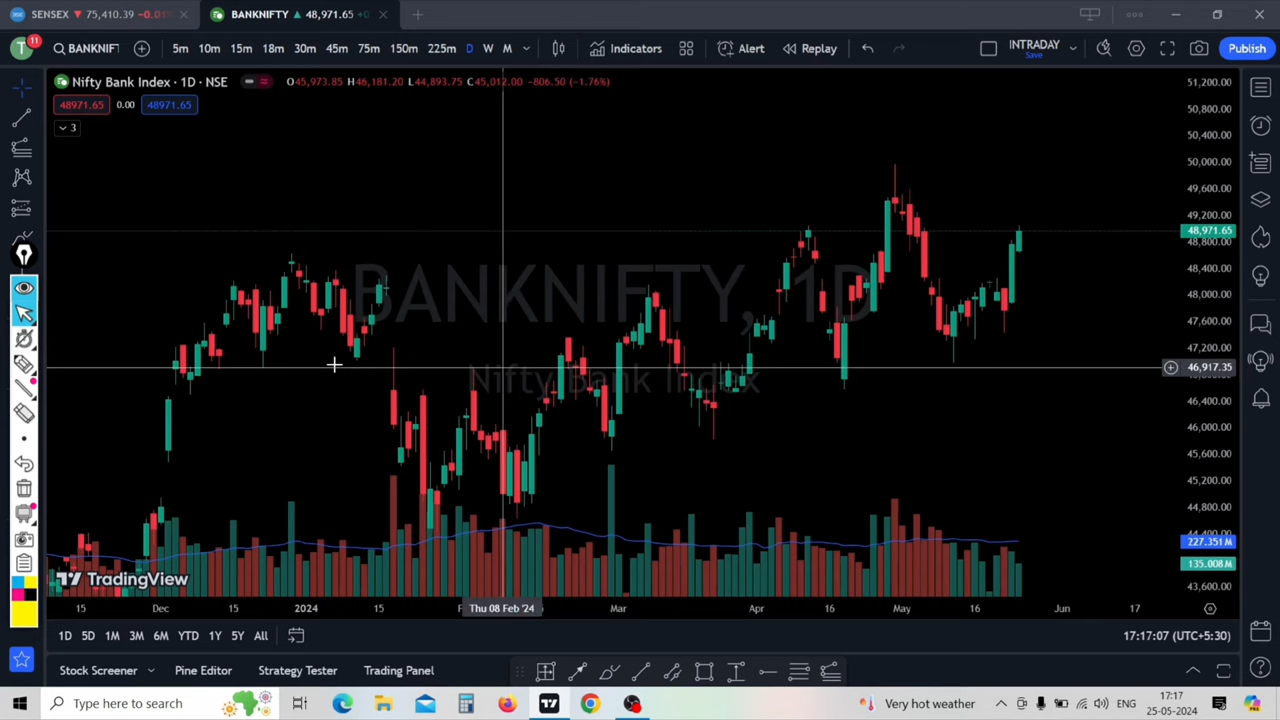 SENSEX ▼ 75,410.39 −0.01%
BANKNIFTY ▲ 48,971.65 +0
T 11
BANKNIF
5m 10m 15m 18m 30m 45m 75m 150m 225m D W M
Indicators
Alert
Replay
INTRADAY
Save
Publish
Nifty Bank Index · 1D · NSE
O45,973.85 H46,181.20 L44,893.75 C45,012.00 −806.50 (−1.76%)
48971.65 0.00 48971.65
3
BANKNIFTY, 1D
Nifty Bank Index
51,200.00
50,800.00
50,400.00
50,000.00
49,600.00
49,200.00
48,971.65
48,800.00
48,400.00
48,000.00
47,600.00
47,200.00
46,917.35
46,400.00
46,000.00
45,600.00
45,200.00
44,800.00
227.351M
135.008M
43,600.00
TradingView
15 Dec 15 2024 15 Thu 08 Feb '24 Mar Apr 16 May 16 Jun 17
1D 5D 1M 3M 6M YTD 1Y 5Y All
17:17:07 (UTC+5:30)
Stock Screener Pine Editor Strategy Tester Trading Panel
Type here to search
Very hot weather
ENG
17:17
25-05-2024